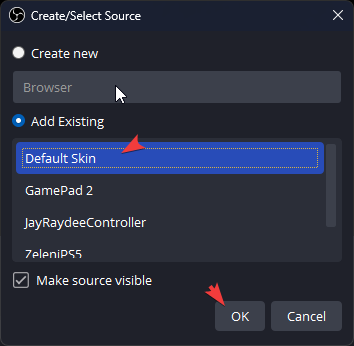 Create/Select Source
Create new
Browser
Add Existing
Default Skin
GamePad 2
JayRaydeeController
ZeleniPS5
Make source visible
OK
Cancel